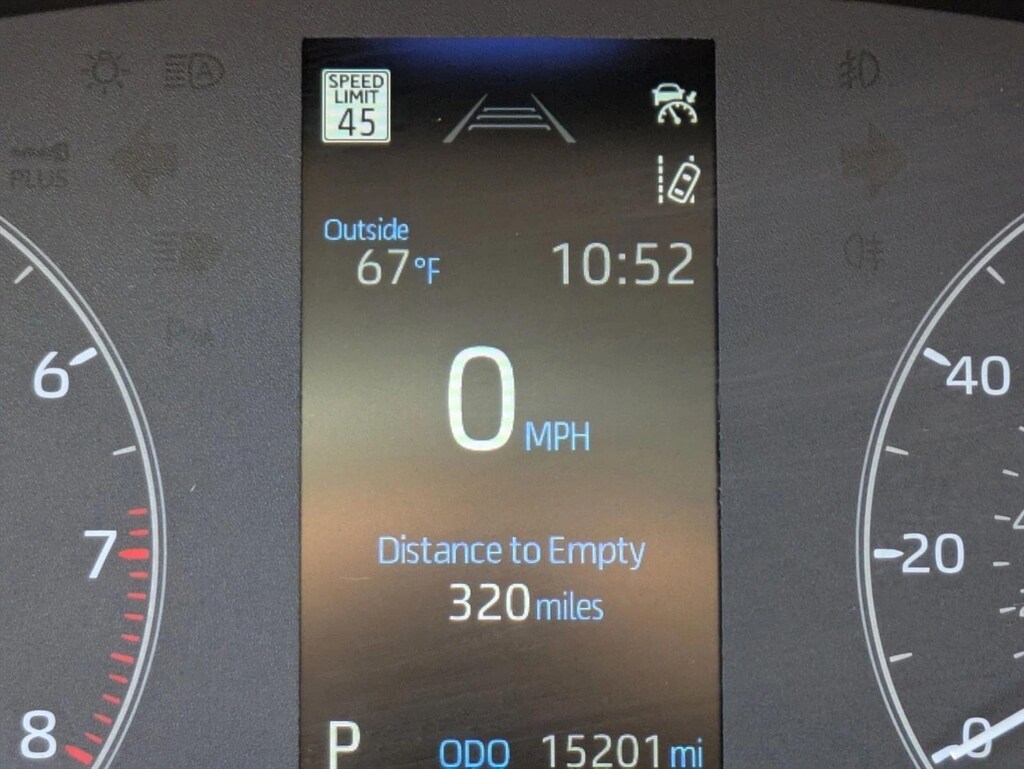 SPEED
LIMIT
45
PLUS
Outside
67°F
10:52
0 MPH
6
7
8
40
20
0
Distance to Empty
320 miles
P
ODO 15201 mi